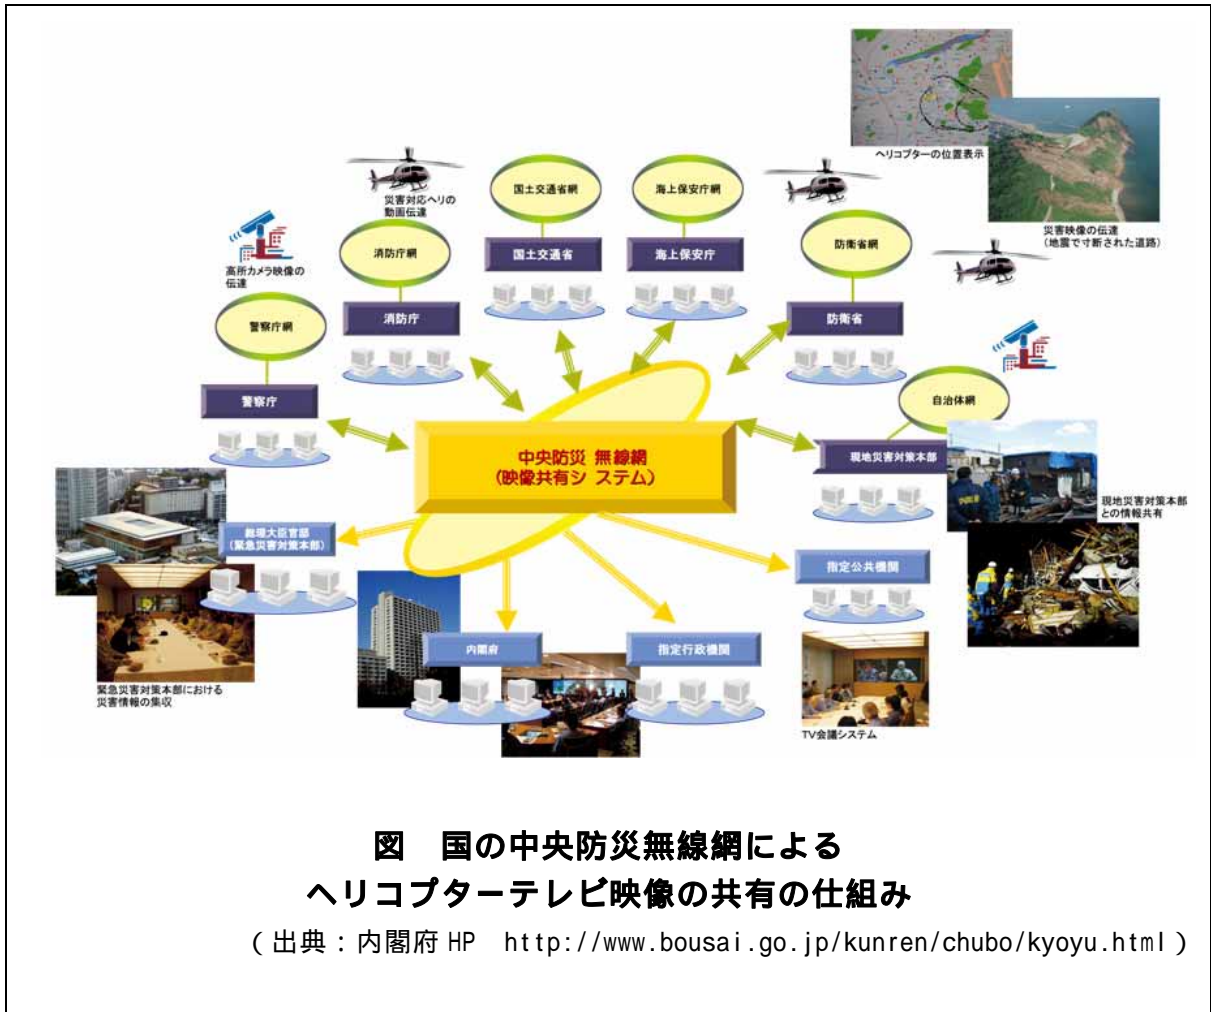 ヘリコプターの位置表示
災害映像の伝達
(地震で寸断された道路)
災害対応ヘリの
動画伝達
高所カメラ映像の
伝達
国土交通省網
海上保安庁網
消防庁網
防衛省網
国土交通省
海上保安庁
消防庁
防衛省
警察庁網
警察庁
自治体網
中央防災 無線網
(映像共有シ ステム)
現地災害対策本部
現地災害対策本部
との情報共有
総理大臣官邸
(緊急災害対策本部)
指定公共機関
内閣府
指定行政機関
緊急災害対策本部における
災害情報の集収
TV会議システム
図 国の中央防災無線網による
ヘリコプターテレビ映像の共有の仕組み
(出典:内閣府 HP http://www.bousai.go.jp/kunren/chubo/kyoyu.html)